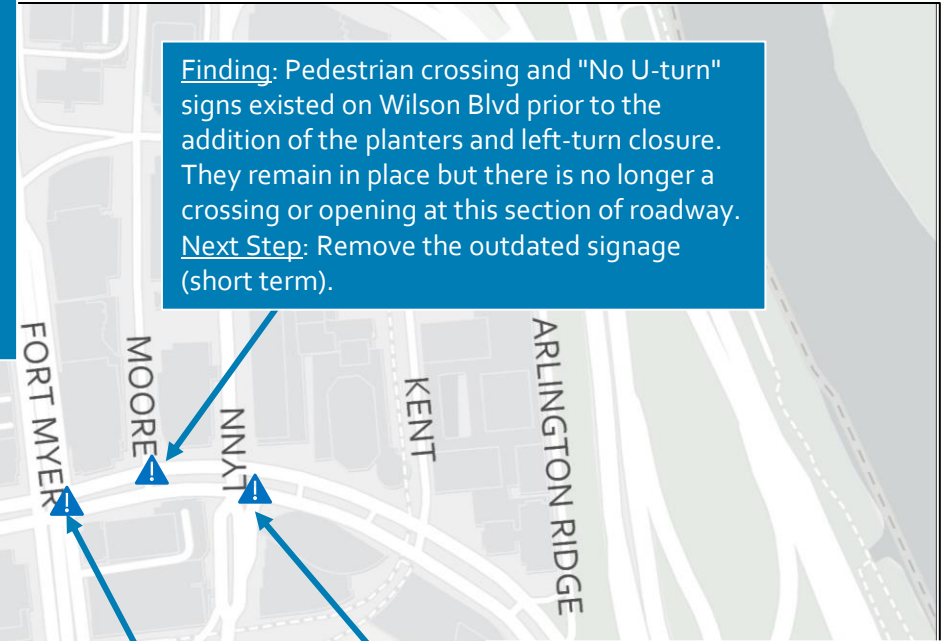 Finding: Pedestrian crossing and "No U-turn"
signs existed on Wilson Blvd prior to the
addition of the planters and left-turn closure.
They remain in place but there is no longer a
crossing or opening at this section of roadway.
Next Step: Remove the outdated signage
(short term).
FORT MYER
MOORE
LYNN
KENT
ARLINGTON RIDGE